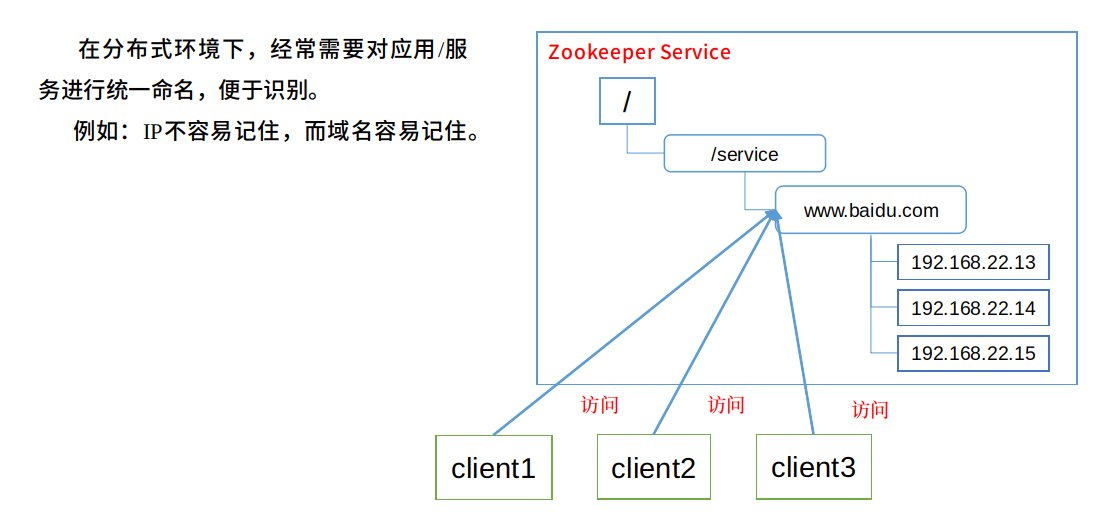 在分布式环境下，经常需要对应用/服
务进行统一命名，便于识别。
例如：IP不容易记住，而域名容易记住。
Zookeeper Service
/
/service
www.baidu.com
192.168.22.13
192.168.22.14
192.168.22.15
访问
访问
访问
client1
client2
client3